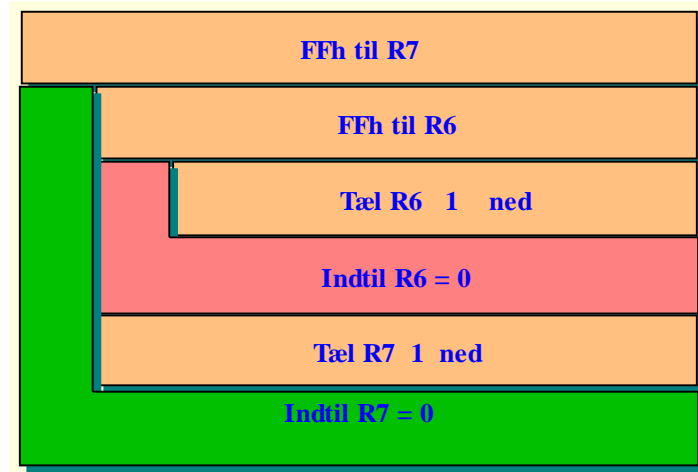 FFh til R7
FFh til R6
Tæl R6 1 ned
Indtil R6 = 0
Tæl R7 1 ned
Indtil R7 = 0